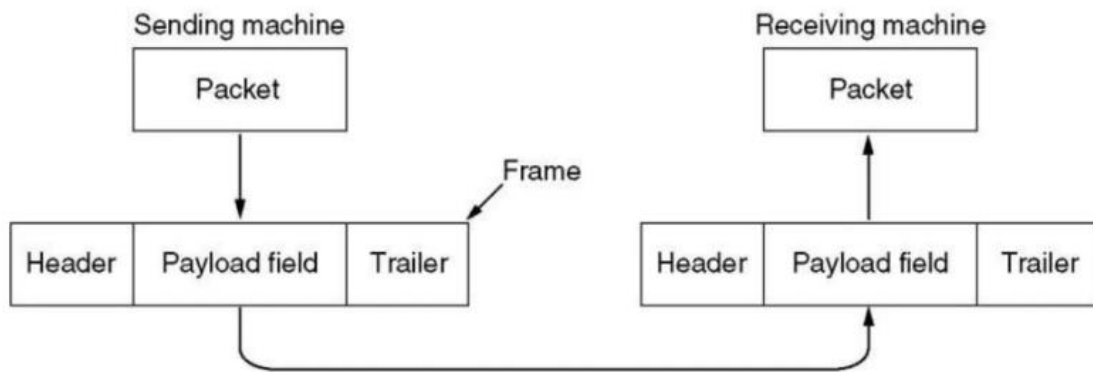 Sending machine
Receiving machine
Packet
Packet
Frame
Header
Payload field
Trailer
Header
Payload field
Trailer